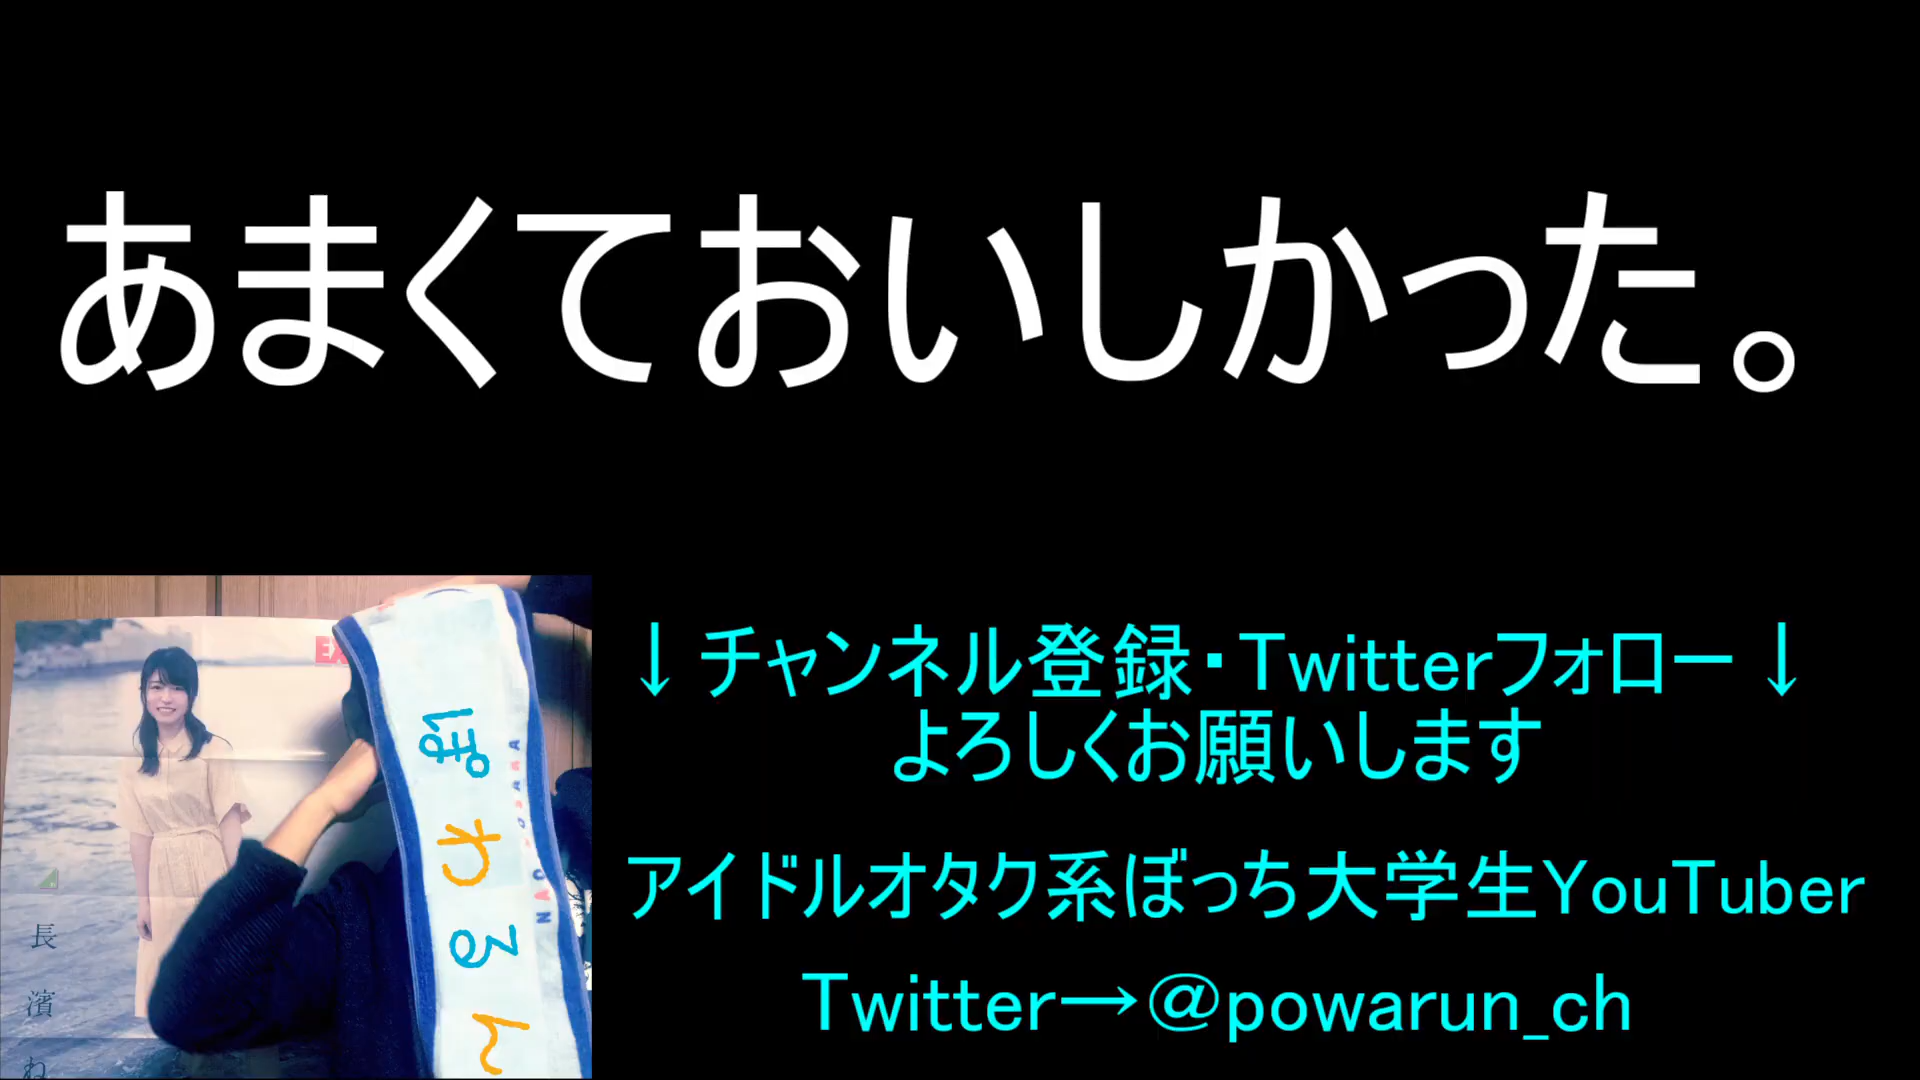 あまくておいしかった。
↓チャンネル登録・Twitterフォロー↓
よろしくお願いします
アイドルオタク系ぼっち大学生YouTuber
Twitter→@powarun_ch
ぽわるん
長濱ね
EX